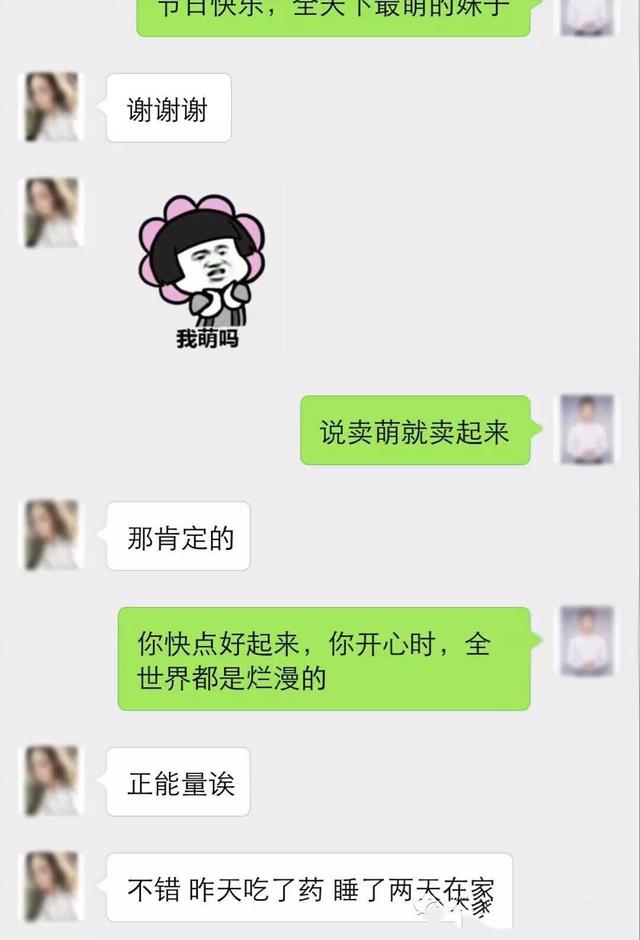 节日快乐，全天下最萌的妹子
谢谢谢
我萌吗
说卖萌就卖起来
那肯定的
你快点好起来，你开心时，全
世界都是烂漫的
正能量诶
不错 昨天吃了药 睡了两天在家